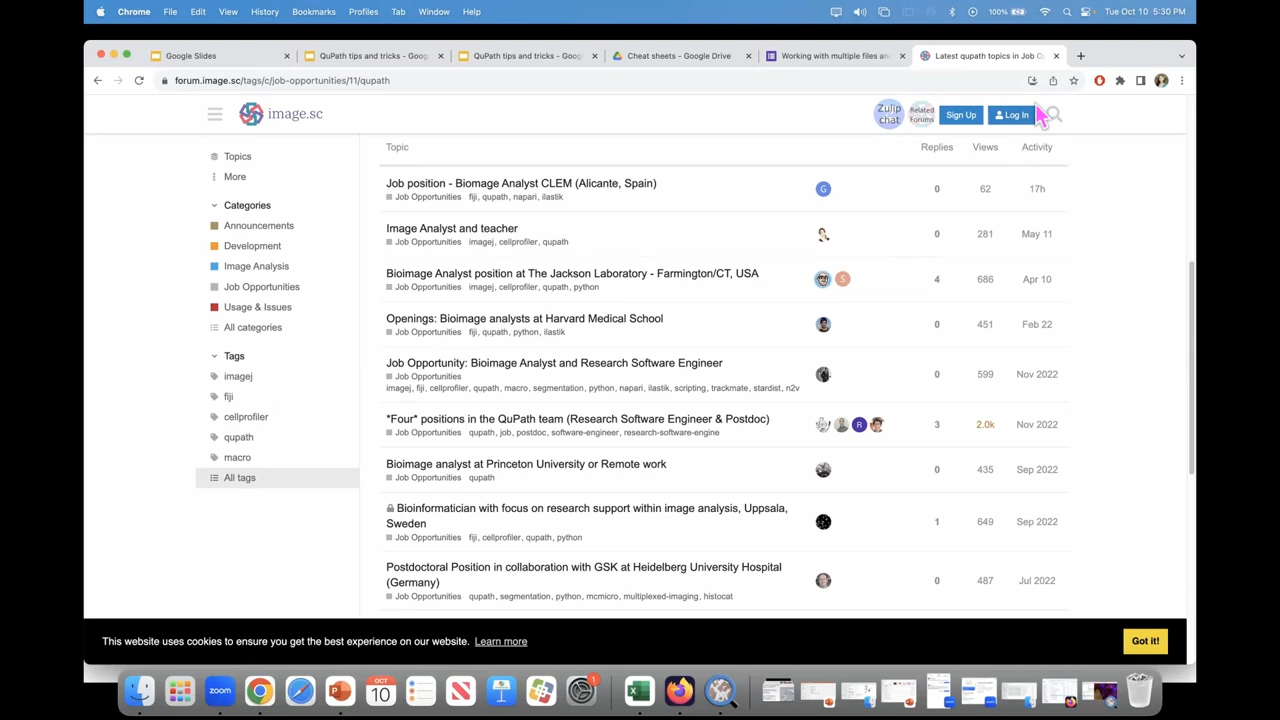 Chrome File Edit View History Bookmarks Profiles Tab Window Help
100% Tue Oct 10 5:30 PM
Google Slides
QuPath tips and tricks - Goog
QuPath tips and tricks - Goog
Cheat sheets - Google Drive
Working with multiple files an
Latest qupath topics in Job Op
forum.image.sc/tags/c/job-opportunities/11/qupath
image.sc
Zulip chat
Related Forums
Sign Up
Log In
Topics
More
Categories
Announcements
Development
Image Analysis
Job Opportunities
Usage & Issues
All categories
Tags
imagej
fiji
cellprofiler
qupath
macro
All tags
Topic Replies Views Activity
Job position - Biomage Analyst CLEM (Alicante, Spain) G 0 62 17h
Job Opportunities fiji, qupath, napari, ilastik
Image Analyst and teacher 0 281 May 11
Job Opportunities imagej, cellprofiler, qupath
Bioimage Analyst position at The Jackson Laboratory - Farmington/CT, USA S 4 686 Apr 10
Job Opportunities imagej, cellprofiler, qupath, python
Openings: Bioimage analysts at Harvard Medical School 0 451 Feb 22
Job Opportunities fiji, qupath, python, ilastik
Job Opportunity: Bioimage Analyst and Research Software Engineer 0 599 Nov 2022
Job Opportunities
imagej, fiji, cellprofiler, qupath, macro, segmentation, python, napari, ilastik, scripting, trackmate, stardist, n2v
*Four* positions in the QuPath team (Research Software Engineer & Postdoc) R 3 2.0k Nov 2022
Job Opportunities qupath, job, postdoc, software-engineer, research-software-engine
Bioimage analyst at Princeton University or Remote work 0 435 Sep 2022
Job Opportunities qupath
Bioinformatician with focus on research support within image analysis, Uppsala, 1 649 Sep 2022
Sweden
Job Opportunities fiji, cellprofiler, qupath, python
Postdoctoral Position in collaboration with GSK at Heidelberg University Hospital 0 487 Jul 2022
(Germany)
Job Opportunities qupath, segmentation, python, mcmicro, multiplexed-imaging, histocat
This website uses cookies to ensure you get the best experience on our website. Learn more
Got it!
zoom
OCT
10
1